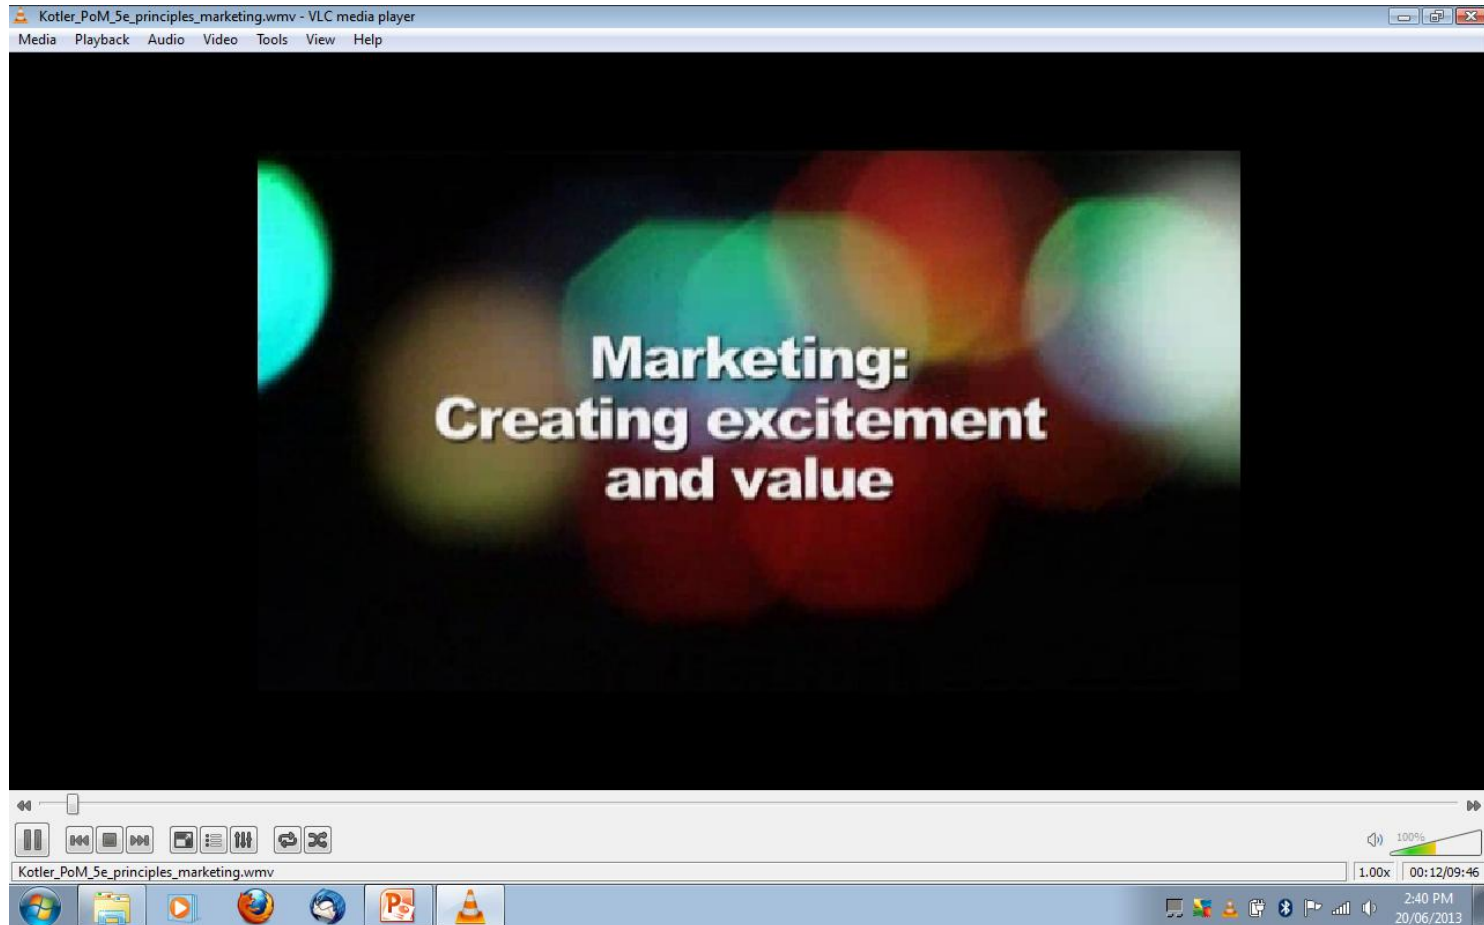 Kotler_PoM_5e_principles_marketing.wmv - VLC media player
Media Playback Audio Video Tools View Help
Marketing:
Creating excitement
and value
100%
Kotler_PoM_5e_principles_marketing.wmv 1.00x 00:12/09:46
2:40 PM
20/06/2013